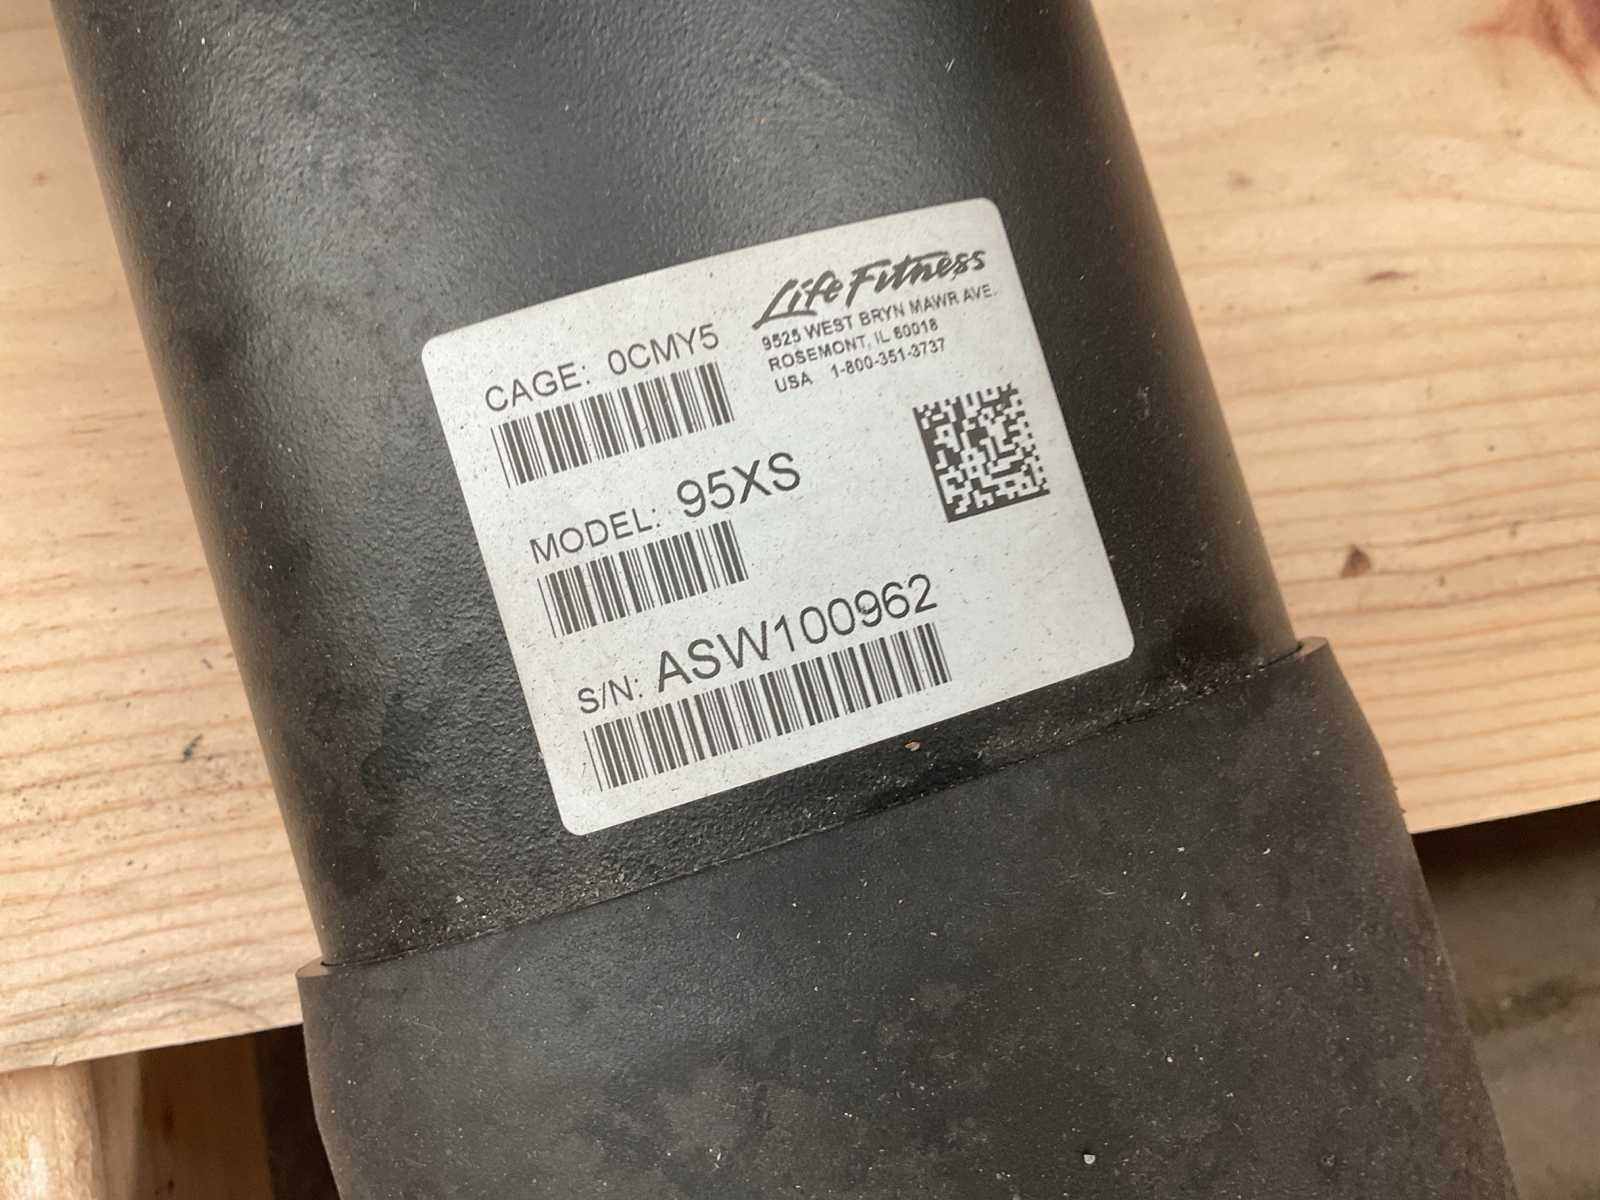 CAGE: 0CMY5
Life Fitness
9525 WEST BRYN MAWR AVE.
ROSEMONT, IL 60018
USA 1-800-351-3737
MODEL: 95XS
S/N: ASW100962